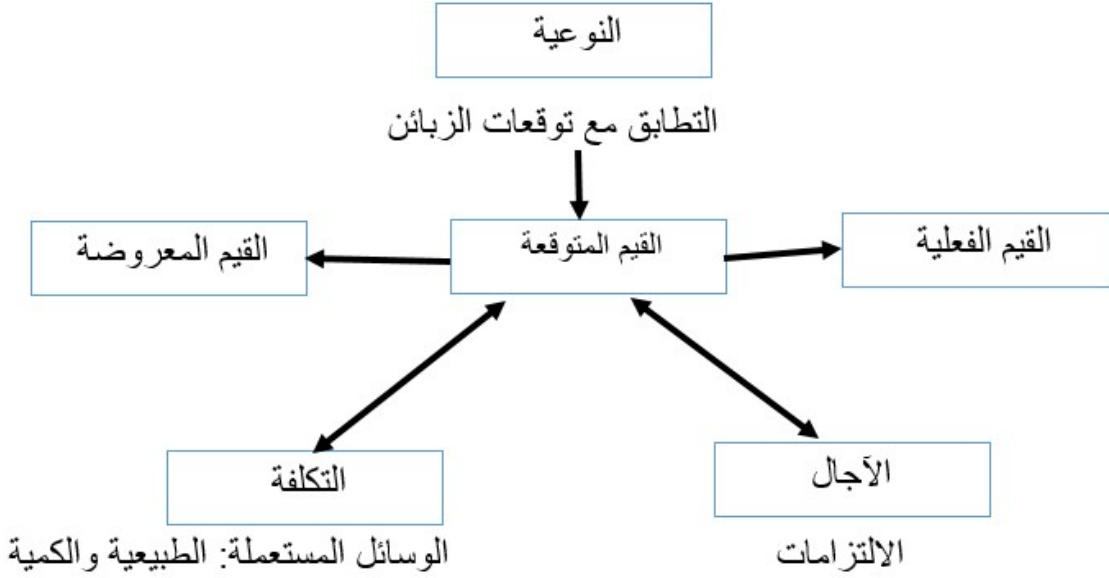 النوعية
التطابق مع توقعات الزبائن
القيم الفعلية
القيم المتوقعة
القيم المعروضة
الآجال
التكلفة
الالتزامات
الوسائل المستعملة: الطبيعية والكمية